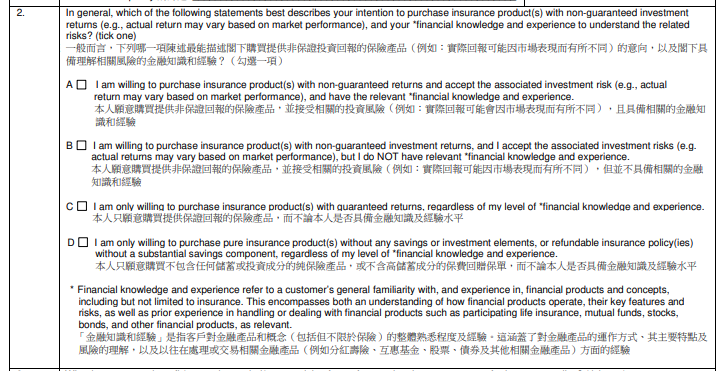 2. In general, which of the following statements best describes your intention to purchase insurance product(s) with non-guaranteed investment
returns (e.g., actual return may vary based on market performance), and your *financial knowledge and experience to understand the related
risks? (tick one)
一般而言，下列哪一項陳述最能描述閣下購買提供非保證投資回報的保險產品（例如：實際回報可能因市場表現而有所不同）的意向，以及閣下具
備理解相關風險的金融知識和經驗？（勾選一項）
A ☐ I am willing to purchase insurance product(s) with non-guaranteed returns and accept the associated investment risk (e.g., actual
return may vary based on market performance), and have the relevant *financial knowledge and experience.
本人願意購買提供非保證回報的保險產品，並接受相關的投資風險（例如：實際回報可能會因市場表現而有所不同），且具備相關的金融知
識和經驗
B ☐ I am willing to purchase insurance product(s) with non-guaranteed investment returns, and I accept the associated investment risks (e.g.
actual returns may vary based on market performance), but I do NOT have relevant *financial knowledge and experience.
本人願意購買提供非保證回報的保險產品，並接受相關的投資風險（例如：實際回報可能因市場表現而有所不同），但並不具備相關的金融
知識和經驗
C ☐ I am only willing to purchase insurance product(s) with guaranteed returns, regardless of my level of *financial knowledge and experience.
本人只願意購買提供保證回報的保險產品，而不論本人是否具備金融知識及經驗水平
D ☐ I am only willing to purchase pure insurance product(s) without any savings or investment elements, or refundable insurance policy(ies)
without a substantial savings component, regardless of my level of *financial knowledge and experience.
本人只願意購買不包含任何儲蓄或投資成分的純保險產品，或不含高儲蓄成分的保費回贈保單，而不論本人是否具備金融知識及經驗水平
* Financial knowledge and experience refer to a customer's general familiarity with, and experience in, financial products and concepts,
including but not limited to insurance. This encompasses both an understanding of how financial products operate, their key features and
risks, as well as prior experience in handling or dealing with financial products such as participating life insurance, mutual funds, stocks,
bonds, and other financial products, as relevant.
「金融知識和經驗」是指客戶對金融產品和概念（包括但不限於保險）的整體熟悉程度及經驗。這涵蓋了對金融產品的運作方式、其主要特點及
風險的理解，以及以往在處理或交易相關金融產品（例如分紅壽險、互惠基金、股票、債券及其他相關金融產品）方面的經驗